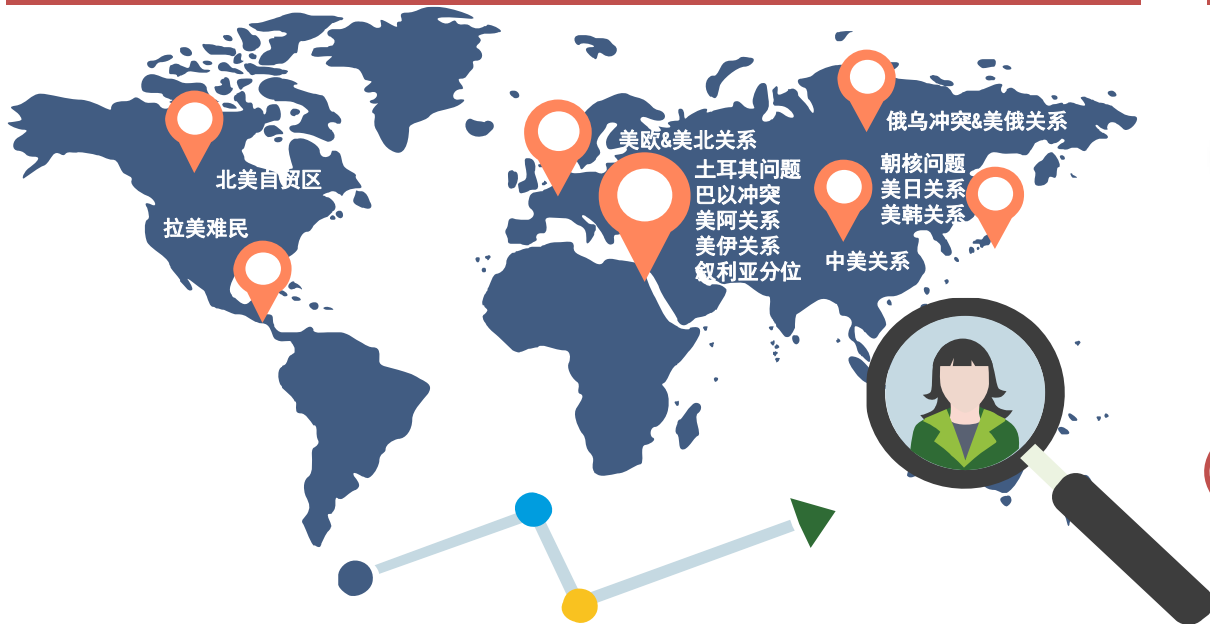 俄乌冲突&美俄关系
美欧&美北关系
土耳其问题
巴以冲突
美阿关系
美伊关系
叙利亚分位
朝核问题
美日关系
美韩关系
中美关系
北美自贸区
拉美难民